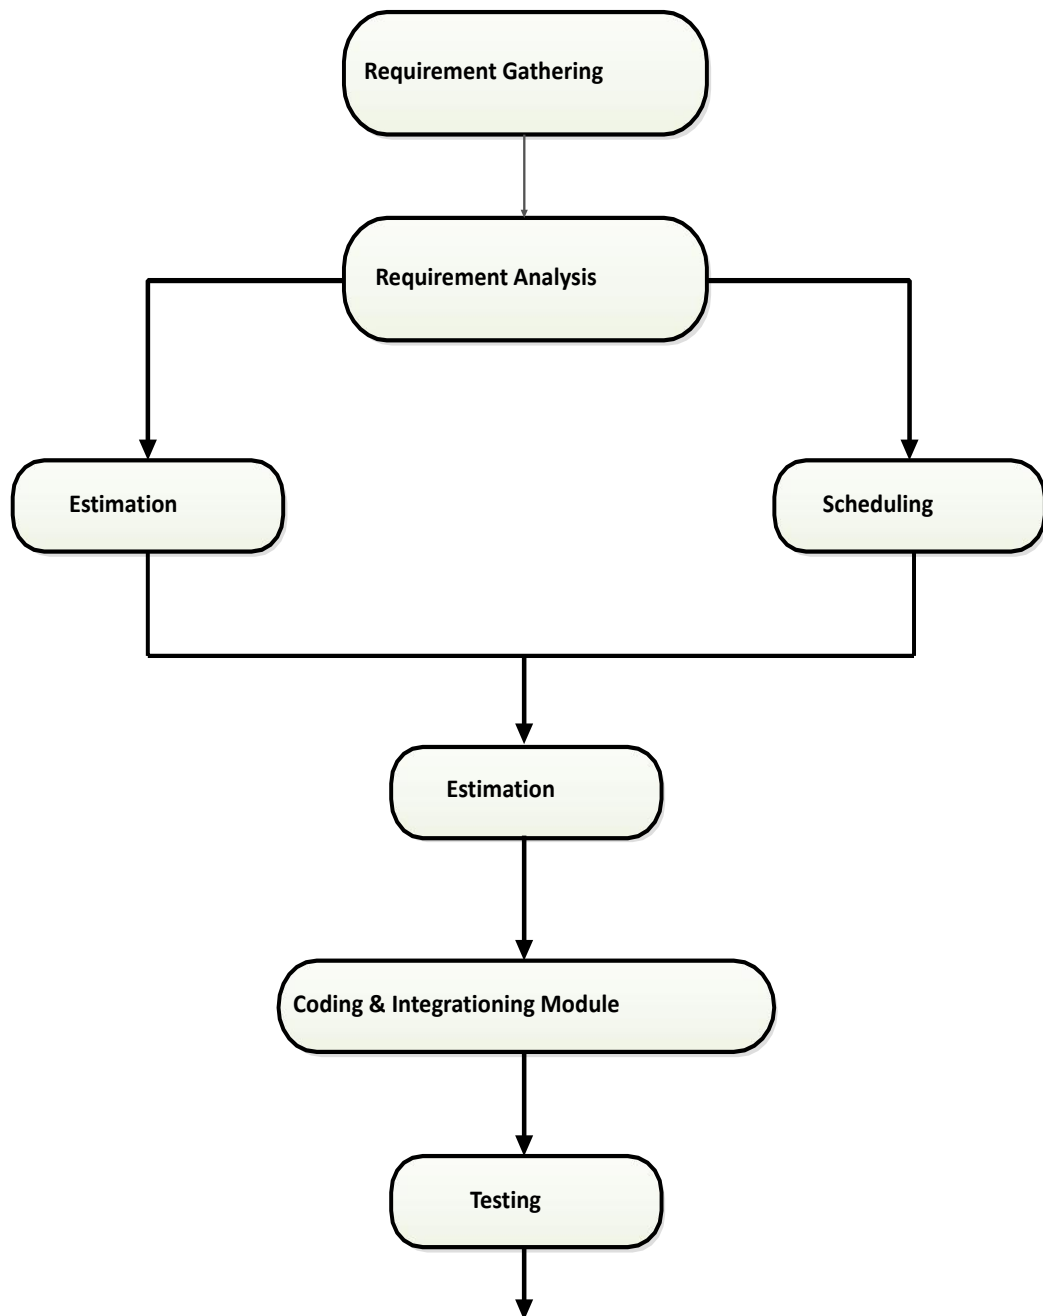 Requirement Gathering
Requirement Analysis
Estimation
Scheduling
Estimation
Coding & Integrationing Module
Testing